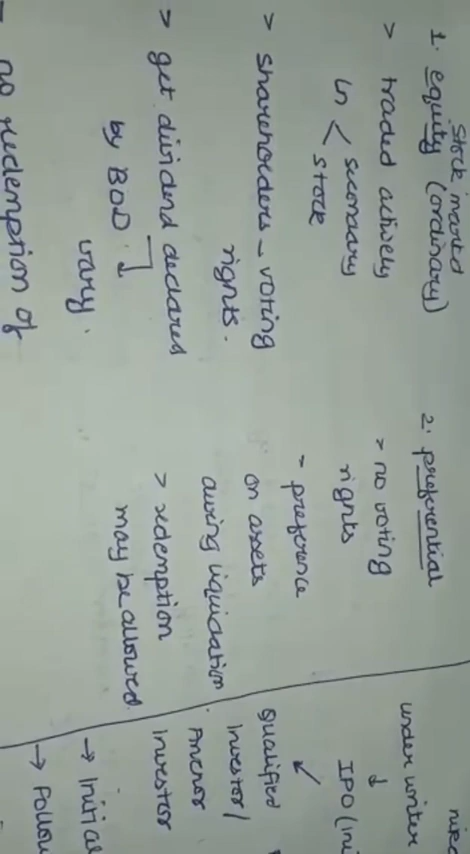 Stock market
1. equity (ordinary)
> traded actively
in < secondary
stock
> shareholders - voting
rights.
> get dividend declares
by BOD.
vary.
- no redemption of
2. preferential
> no voting
rights
- preference
on assets
during liquidation
> redemption
may be allowed.
under writer
↓
IPO (ini
↙
Qualified
Investor/
Anchor
Investor
→ Initial
→ Follow